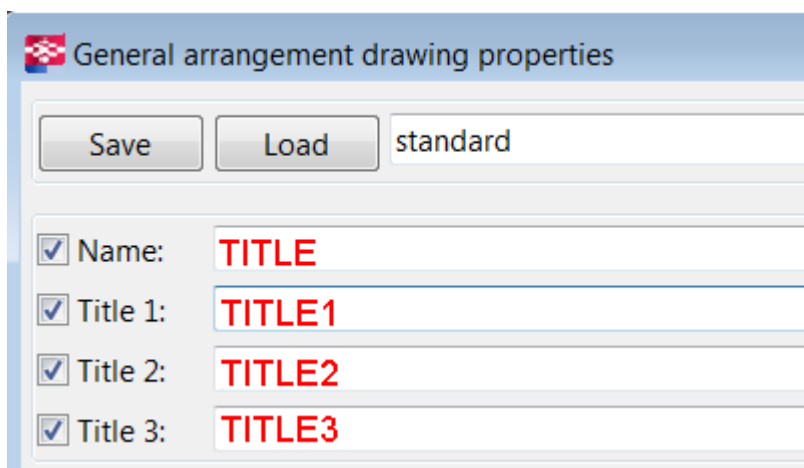 General arrangement drawing properties
Save Load standard
Name: TITLE
Title 1: TITLE1
Title 2: TITLE2
Title 3: TITLE3